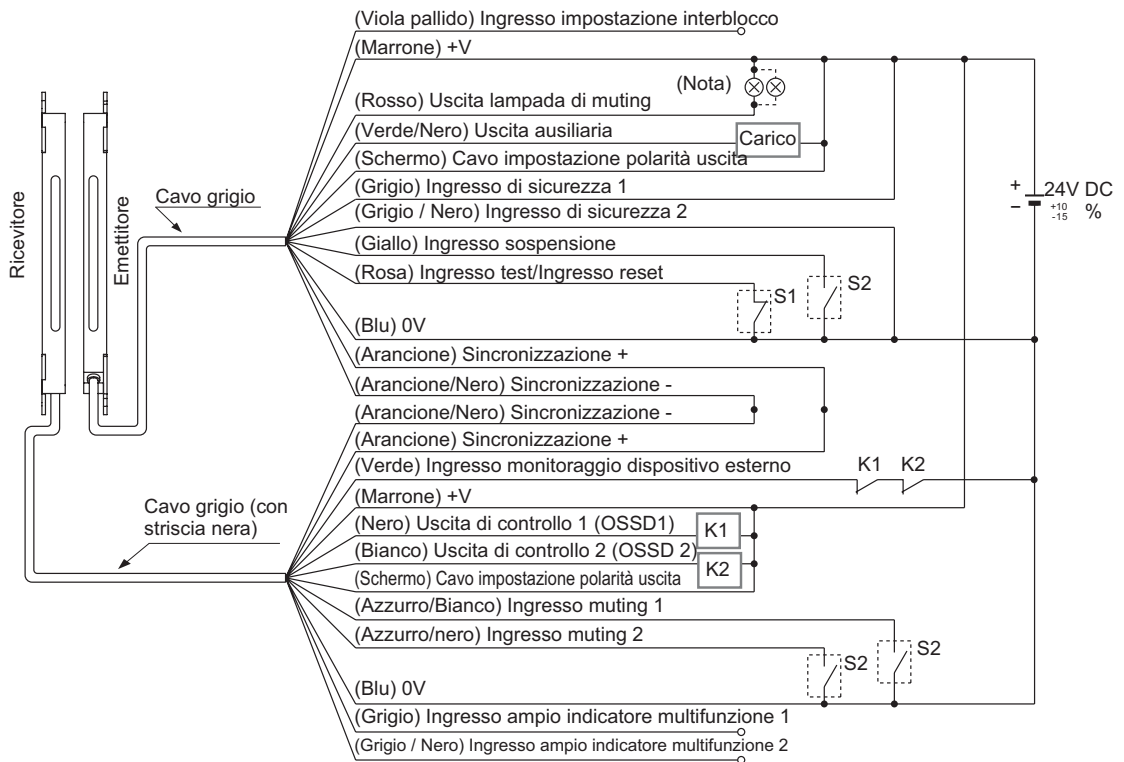 (Viola pallido) Ingresso impostazione interblocco
(Marrone) +V
(Nota)
(Rosso) Uscita lampada di muting
(Verde/Nero) Uscita ausiliaria
Carico
(Schermo) Cavo impostazione polarità uscita
(Grigio) Ingresso di sicurezza 1
(Grigio / Nero) Ingresso di sicurezza 2
(Giallo) Ingresso sospensione
(Rosa) Ingresso test/Ingresso reset
S1
S2
(Blu) 0V
(Arancione) Sincronizzazione +
(Arancione/Nero) Sincronizzazione -
(Arancione/Nero) Sincronizzazione -
(Arancione) Sincronizzazione +
(Verde) Ingresso monitoraggio dispositivo esterno
K1
K2
(Marrone) +V
(Nero) Uscita di controllo 1 (OSSD1)
K1
(Bianco) Uscita di controllo 2 (OSSD 2)
K2
(Schermo) Cavo impostazione polarità uscita
(Azzurro/Bianco) Ingresso muting 1
(Azzurro/nero) Ingresso muting 2
S2
S2
(Blu) 0V
(Grigio) Ingresso ampio indicatore multifunzione 1
(Grigio / Nero) Ingresso ampio indicatore multifunzione 2
Ricevitore
Emettitore
Cavo grigio
Cavo grigio (con
striscia nera)
+
−
24V DC
+10
-15
%